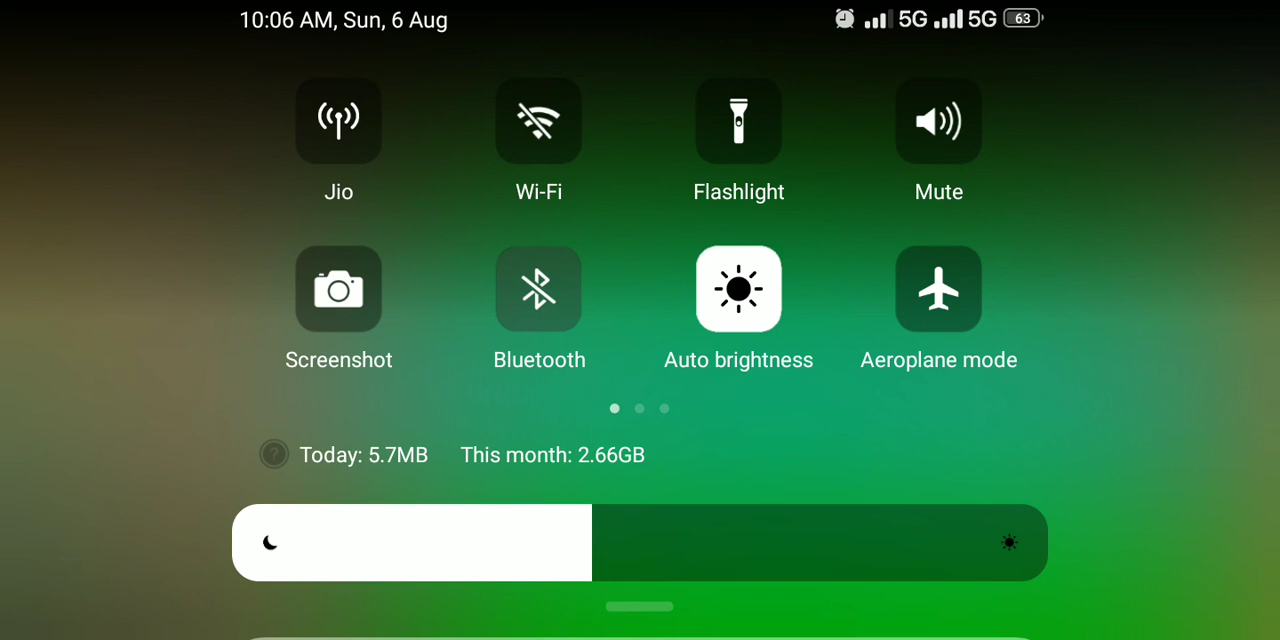 10:06 AM, Sun, 6 Aug 5G 5G 63
Jio Wi-Fi Flashlight Mute
Screenshot Bluetooth Auto brightness Aeroplane mode
? Today: 5.7MB This month: 2.66GB